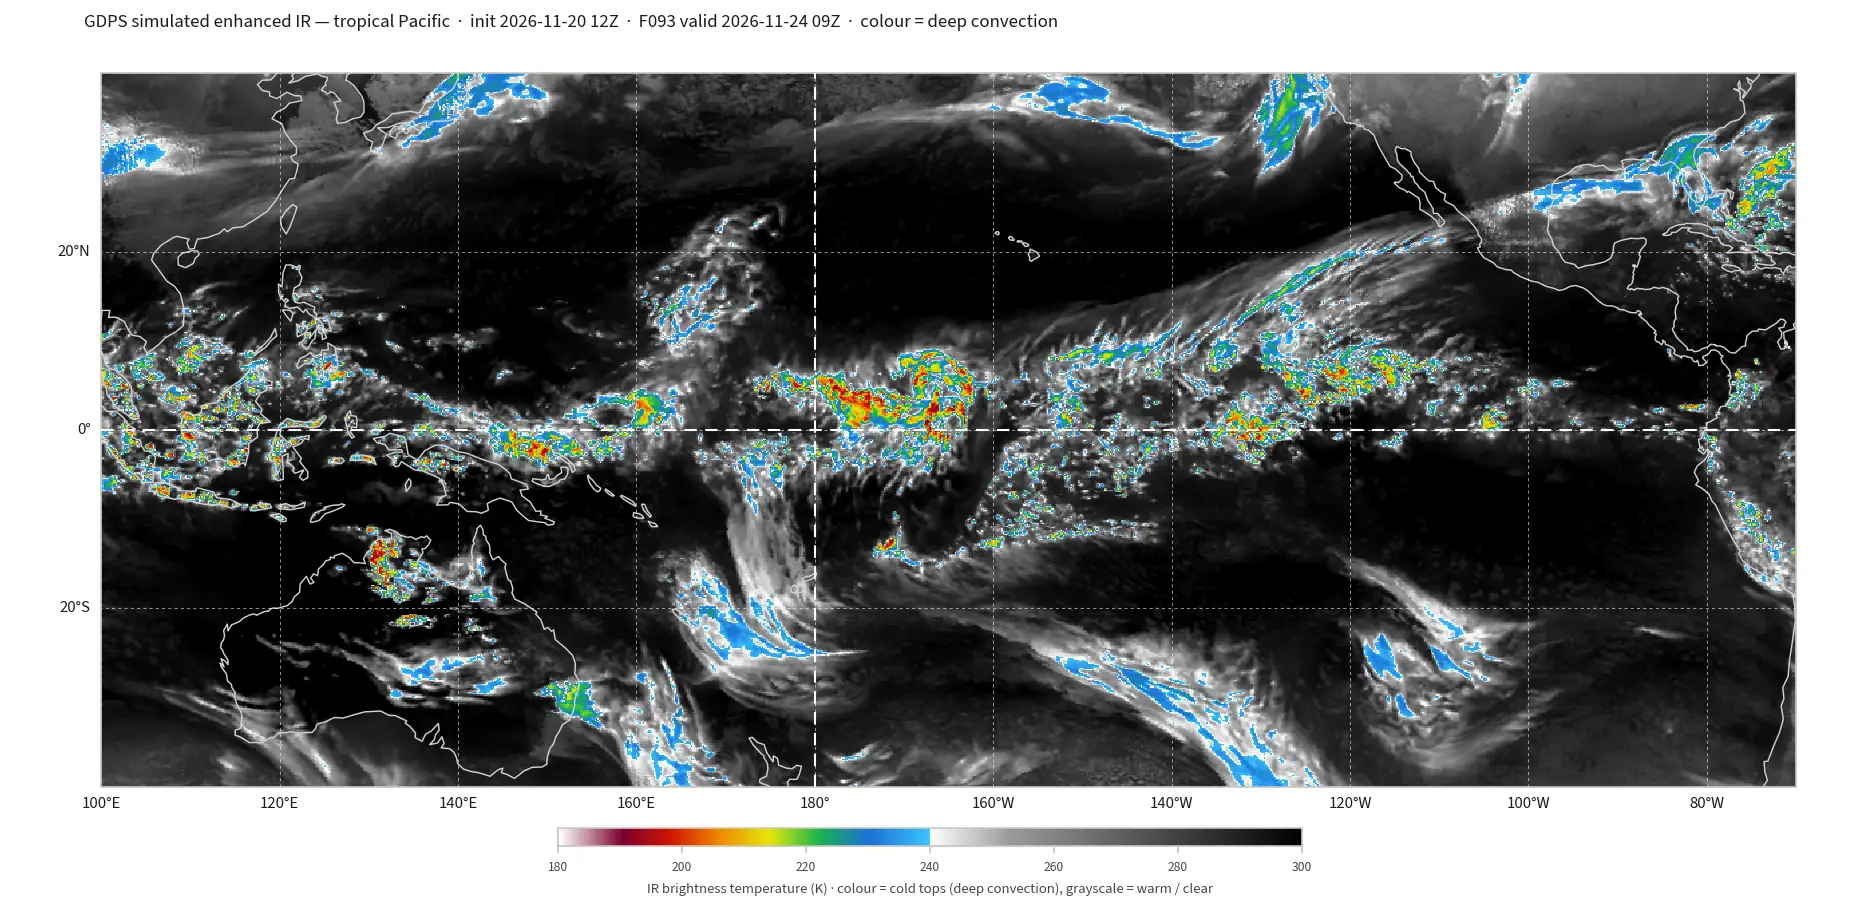 GDPS simulated enhanced IR — tropical Pacific · init 2026-11-20 12Z · F093 valid 2026-11-24 09Z · colour = deep convection
20°N
0°
20°S
100°E 120°E 140°E 160°E 180° 160°W 140°W 120°W 100°W 80°W
180 200 220 240 260 280 300
IR brightness temperature (K) · colour = cold tops (deep convection), grayscale = warm / clear